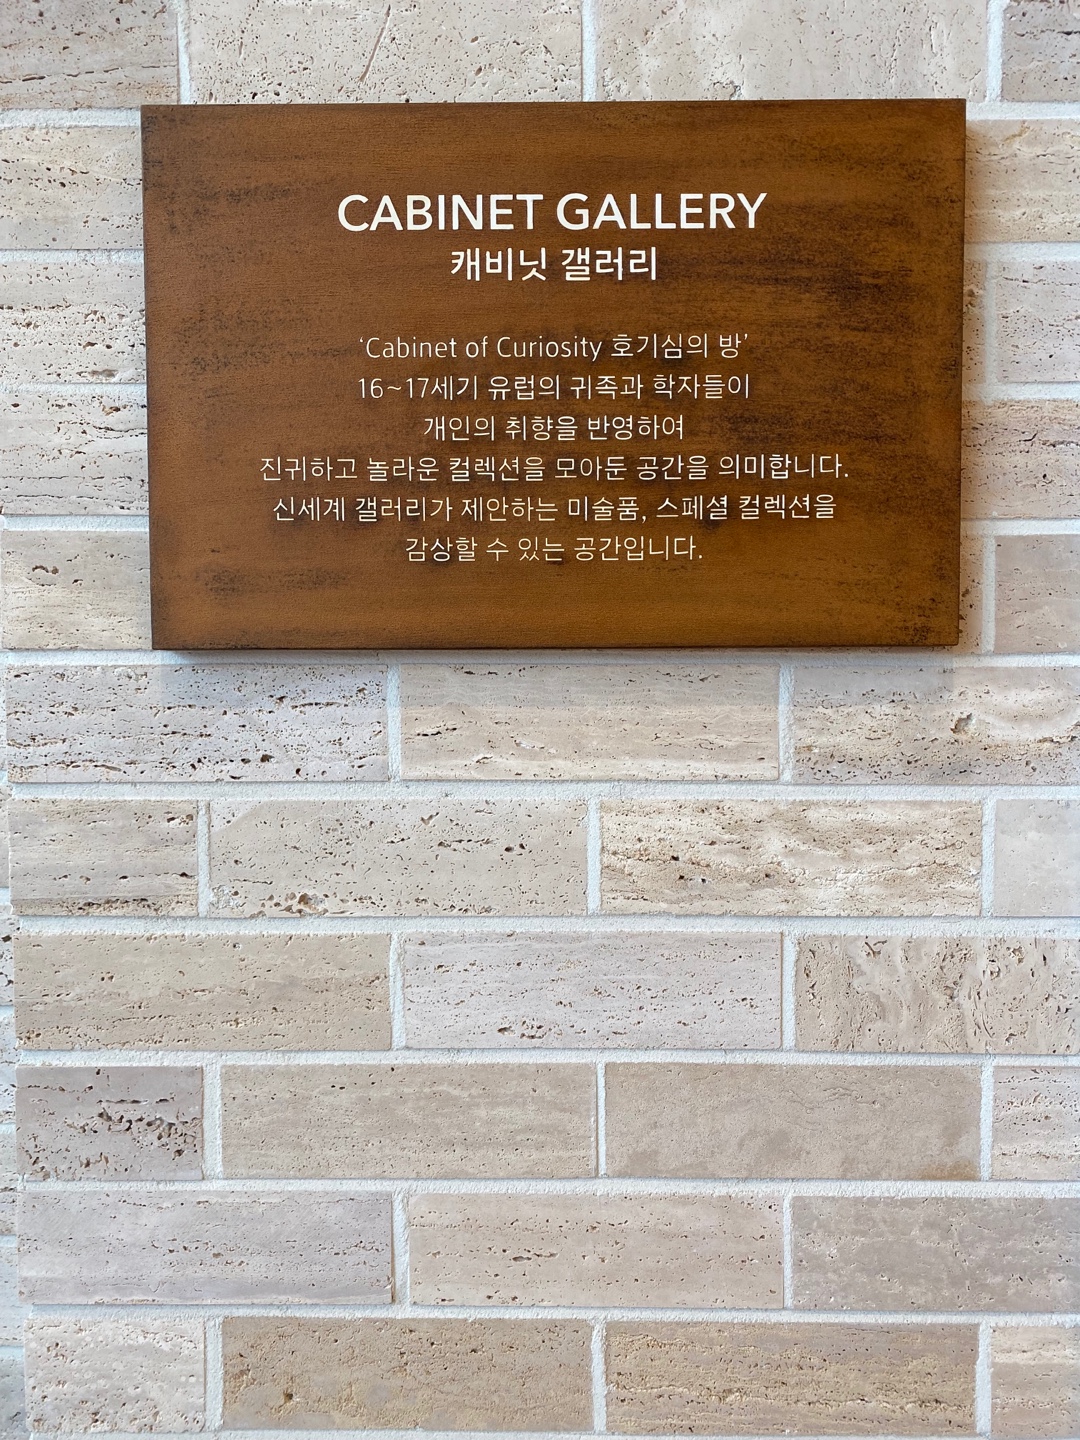 CABINET GALLERY
캐비닛 갤러리
‘Cabinet of Curiosity 호기심의 방’
16~17세기 유럽의 귀족과 학자들이
개인의 취향을 반영하여
진귀하고 놀라운 컬렉션을 모아둔 공간을 의미합니다.
신세계 갤러리가 제안하는 미술품, 스페셜 컬렉션을
감상할 수 있는 공간입니다.